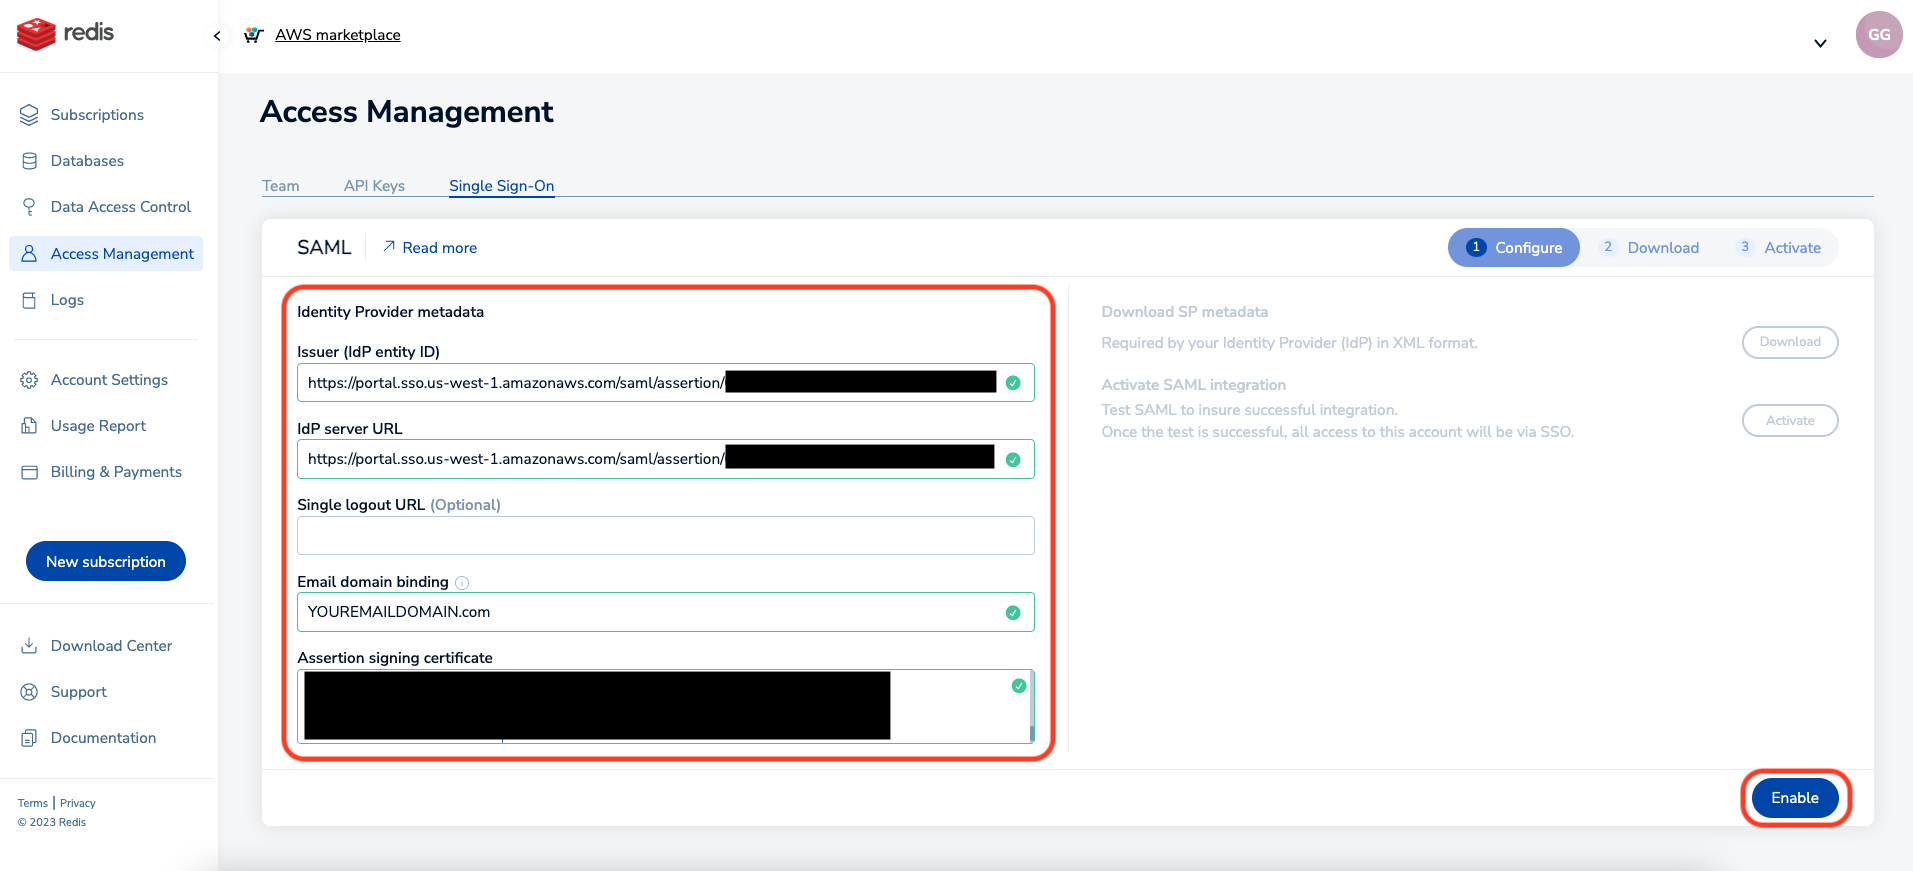 redis
AWS marketplace
GG
Subscriptions
Databases
Data Access Control
Access Management
Logs
Account Settings
Usage Report
Billing & Payments
New subscription
Download Center
Support
Documentation
Terms | Privacy
© 2023 Redis
Access Management
Team API Keys Single Sign-On
SAML Read more
1 Configure 2 Download 3 Activate
Identity Provider metadata
Issuer (IdP entity ID)
https://portal.sso.us-west-1.amazonaws.com/saml/assertion/
IdP server URL
https://portal.sso.us-west-1.amazonaws.com/saml/assertion/
Single logout URL (Optional)
Email domain binding
YOUREMAILDOMAIN.com
Assertion signing certificate
Download SP metadata
Required by your Identity Provider (IdP) in XML format.
Download
Activate SAML integration
Test SAML to insure successful integration.
Once the test is successful, all access to this account will be via SSO.
Activate
Enable